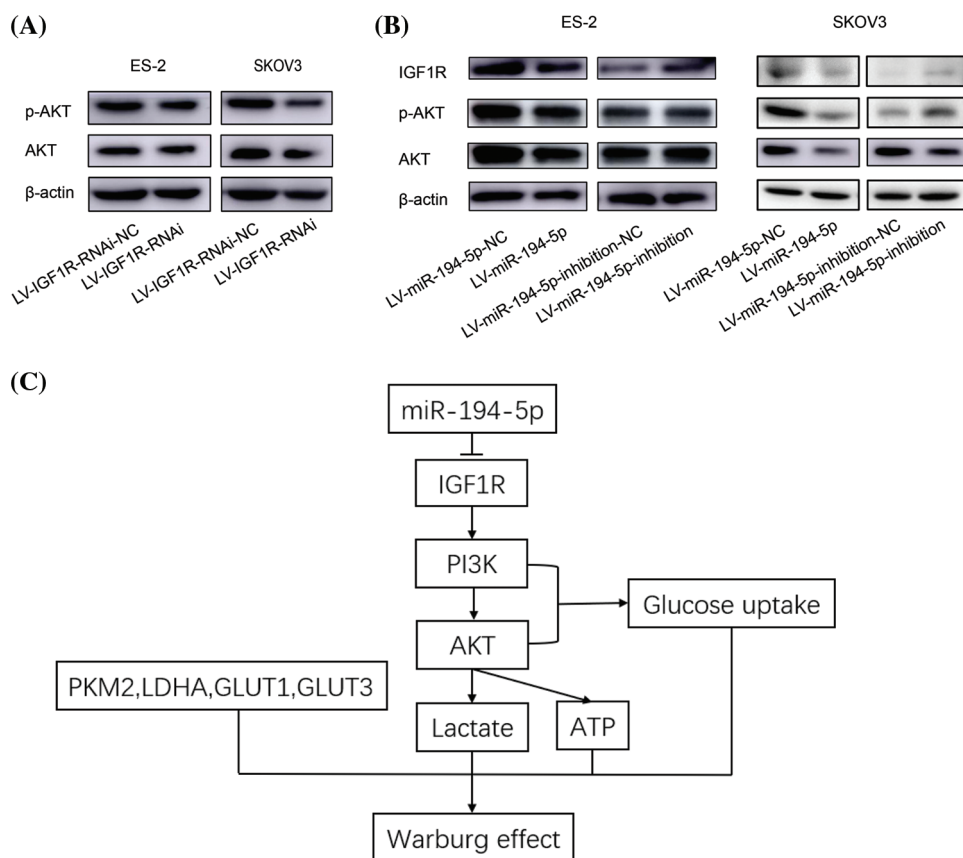 (A)
ES-2 SKOV3
p-AKT
AKT
β-actin
LV-IGF1R-RNAi-NC
LV-IGF1R-RNAi
LV-IGF1R-RNAi-NC
LV-IGF1R-RNAi
(B)
ES-2 SKOV3
IGF1R
p-AKT
AKT
β-actin
LV-miR-194-5p-NC
LV-miR-194-5p
LV-miR-194-5p-inhibition-NC
LV-miR-194-5p-inhibition
LV-miR-194-5p-NC
LV-miR-194-5p
LV-miR-194-5p-inhibition-NC
LV-miR-194-5p-inhibition
(C)
miR-194-5p
IGF1R
PI3K
Glucose uptake
AKT
PKM2,LDHA,GLUT1,GLUT3
Lactate
ATP
Warburg effect